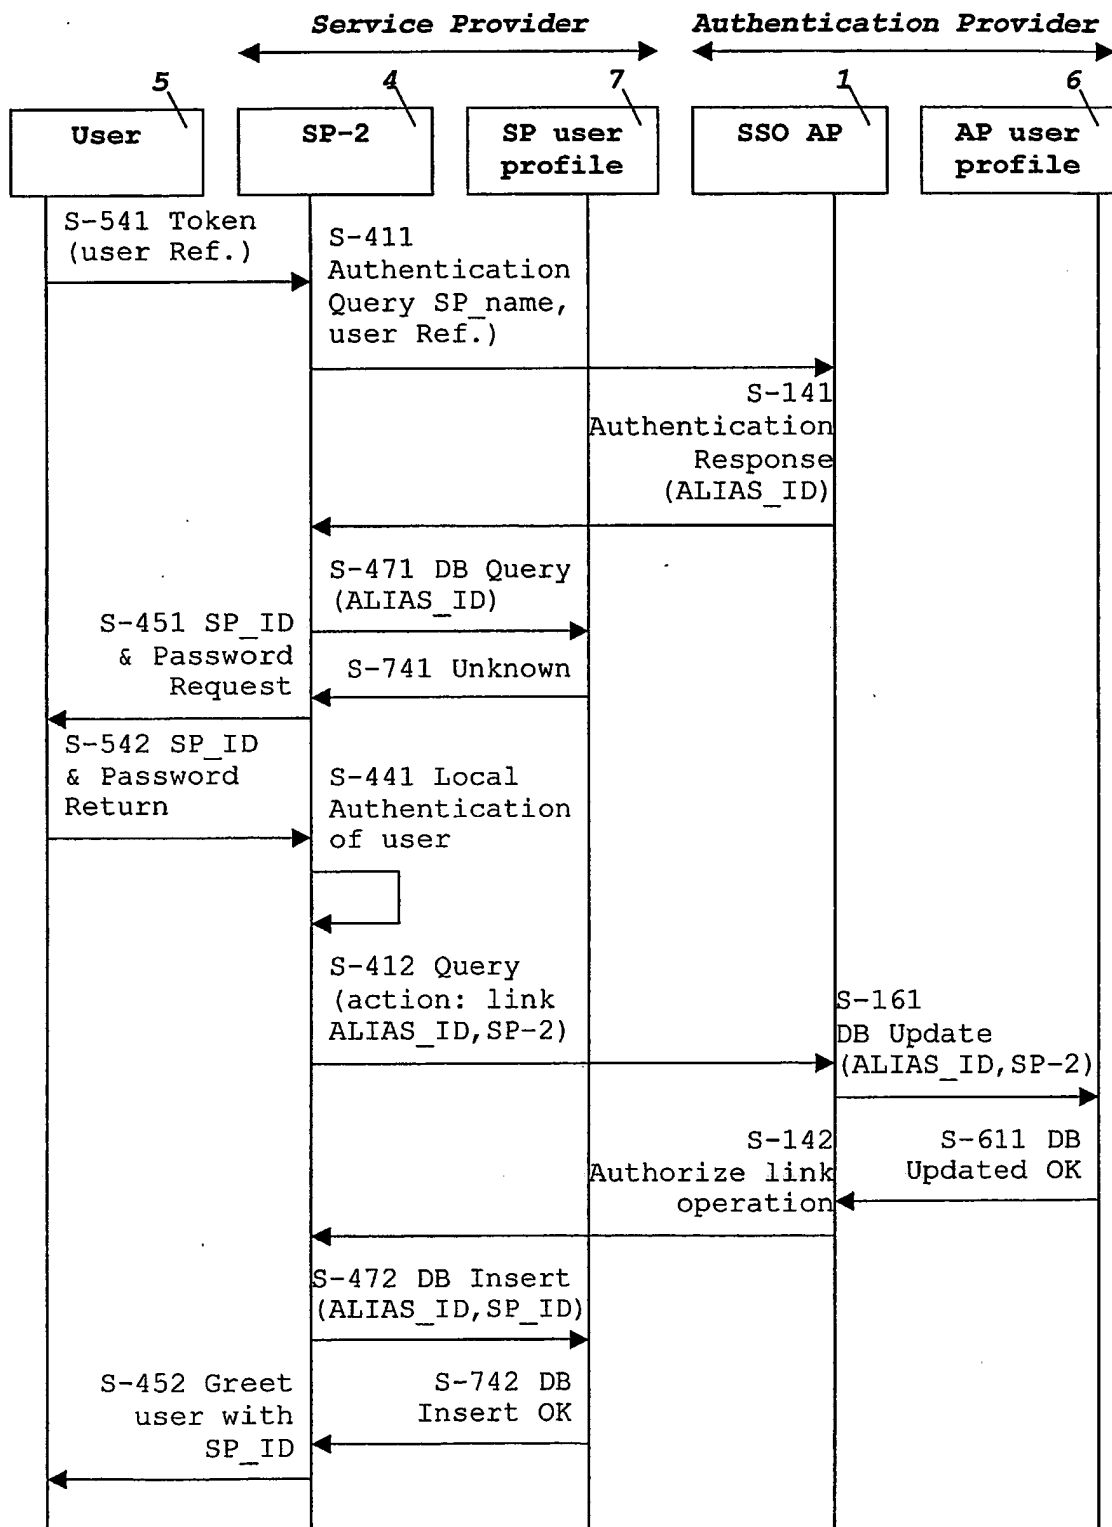 Service Provider
Authentication Provider
5
4
7
1
6
User
SP-2
SP user
profile
SSO AP
AP user
profile
S-541 Token
(user Ref.)
S-411
Authentication
Query SP_name,
user Ref.)
S-141
Authentication
Response
(ALIAS_ID)
S-471 DB Query
(ALIAS_ID)
S-451 SP_ID
& Password
Request
S-741 Unknown
S-542 SP_ID
& Password
Return
S-441 Local
Authentication
of user
S-412 Query
(action: link
ALIAS_ID,SP-2)
S-161
DB Update
(ALIAS_ID,SP-2)
S-142
Authorize link
operation
S-611 DB
Updated OK
S-472 DB Insert
(ALIAS_ID,SP_ID)
S-452 Greet
user with
SP_ID
S-742 DB
Insert OK